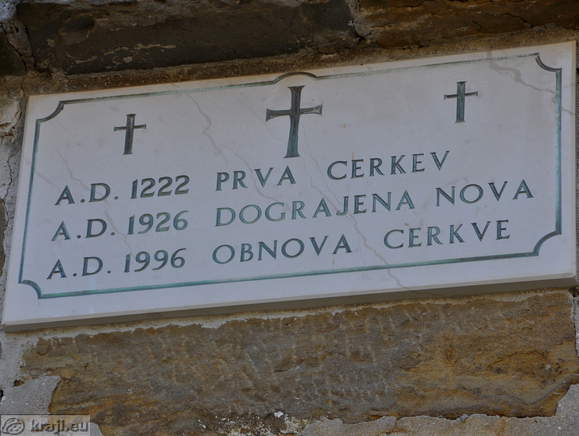 A.D. 1222 PRVA CERKEV
A.D. 1926 DOGRAJENA NOVA
A.D. 1996 OBNOVA CERKVE
© kraji.eu